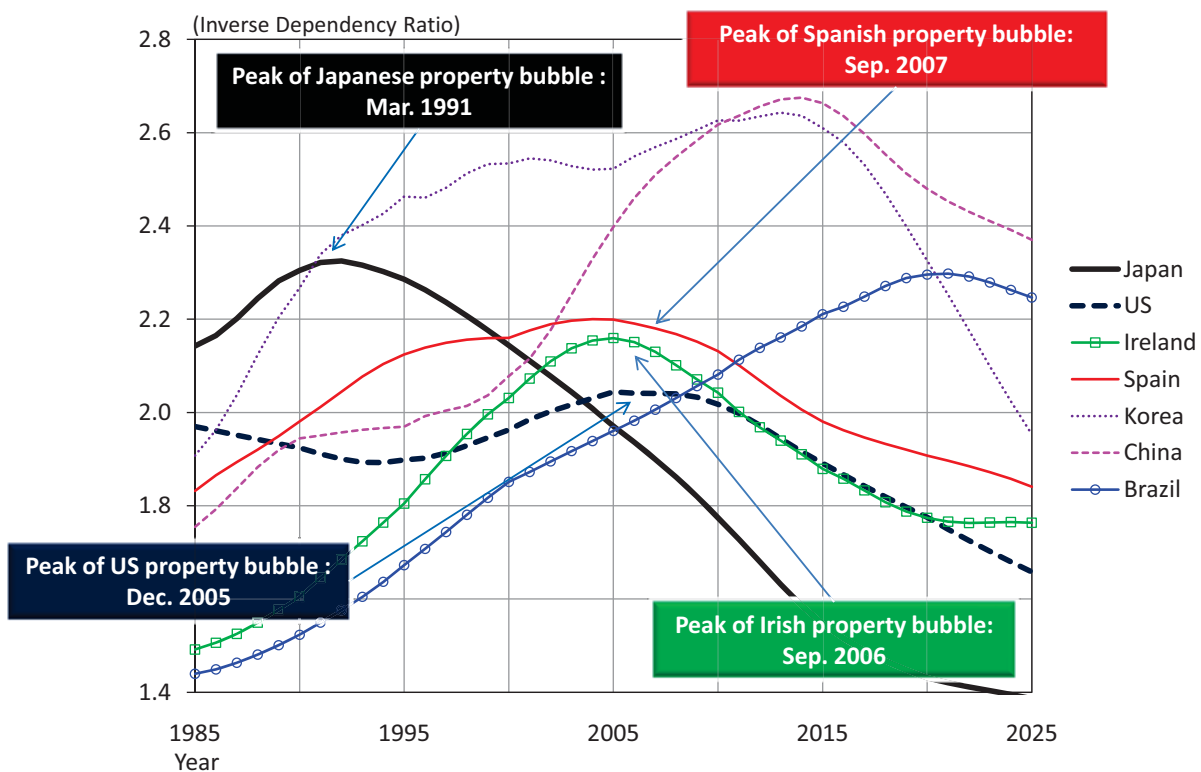 (Inverse Dependency Ratio)
2.8
2.6
2.4
2.2
2.0
1.8
1.4
Peak of Japanese property bubble :
Mar. 1991
Peak of Spanish property bubble:
Sep. 2007
Peak of US property bubble :
Dec. 2005
Peak of Irish property bubble:
Sep. 2006
Japan
US
Ireland
Spain
Korea
China
Brazil
1985
1995
2005
2015
2025
Year